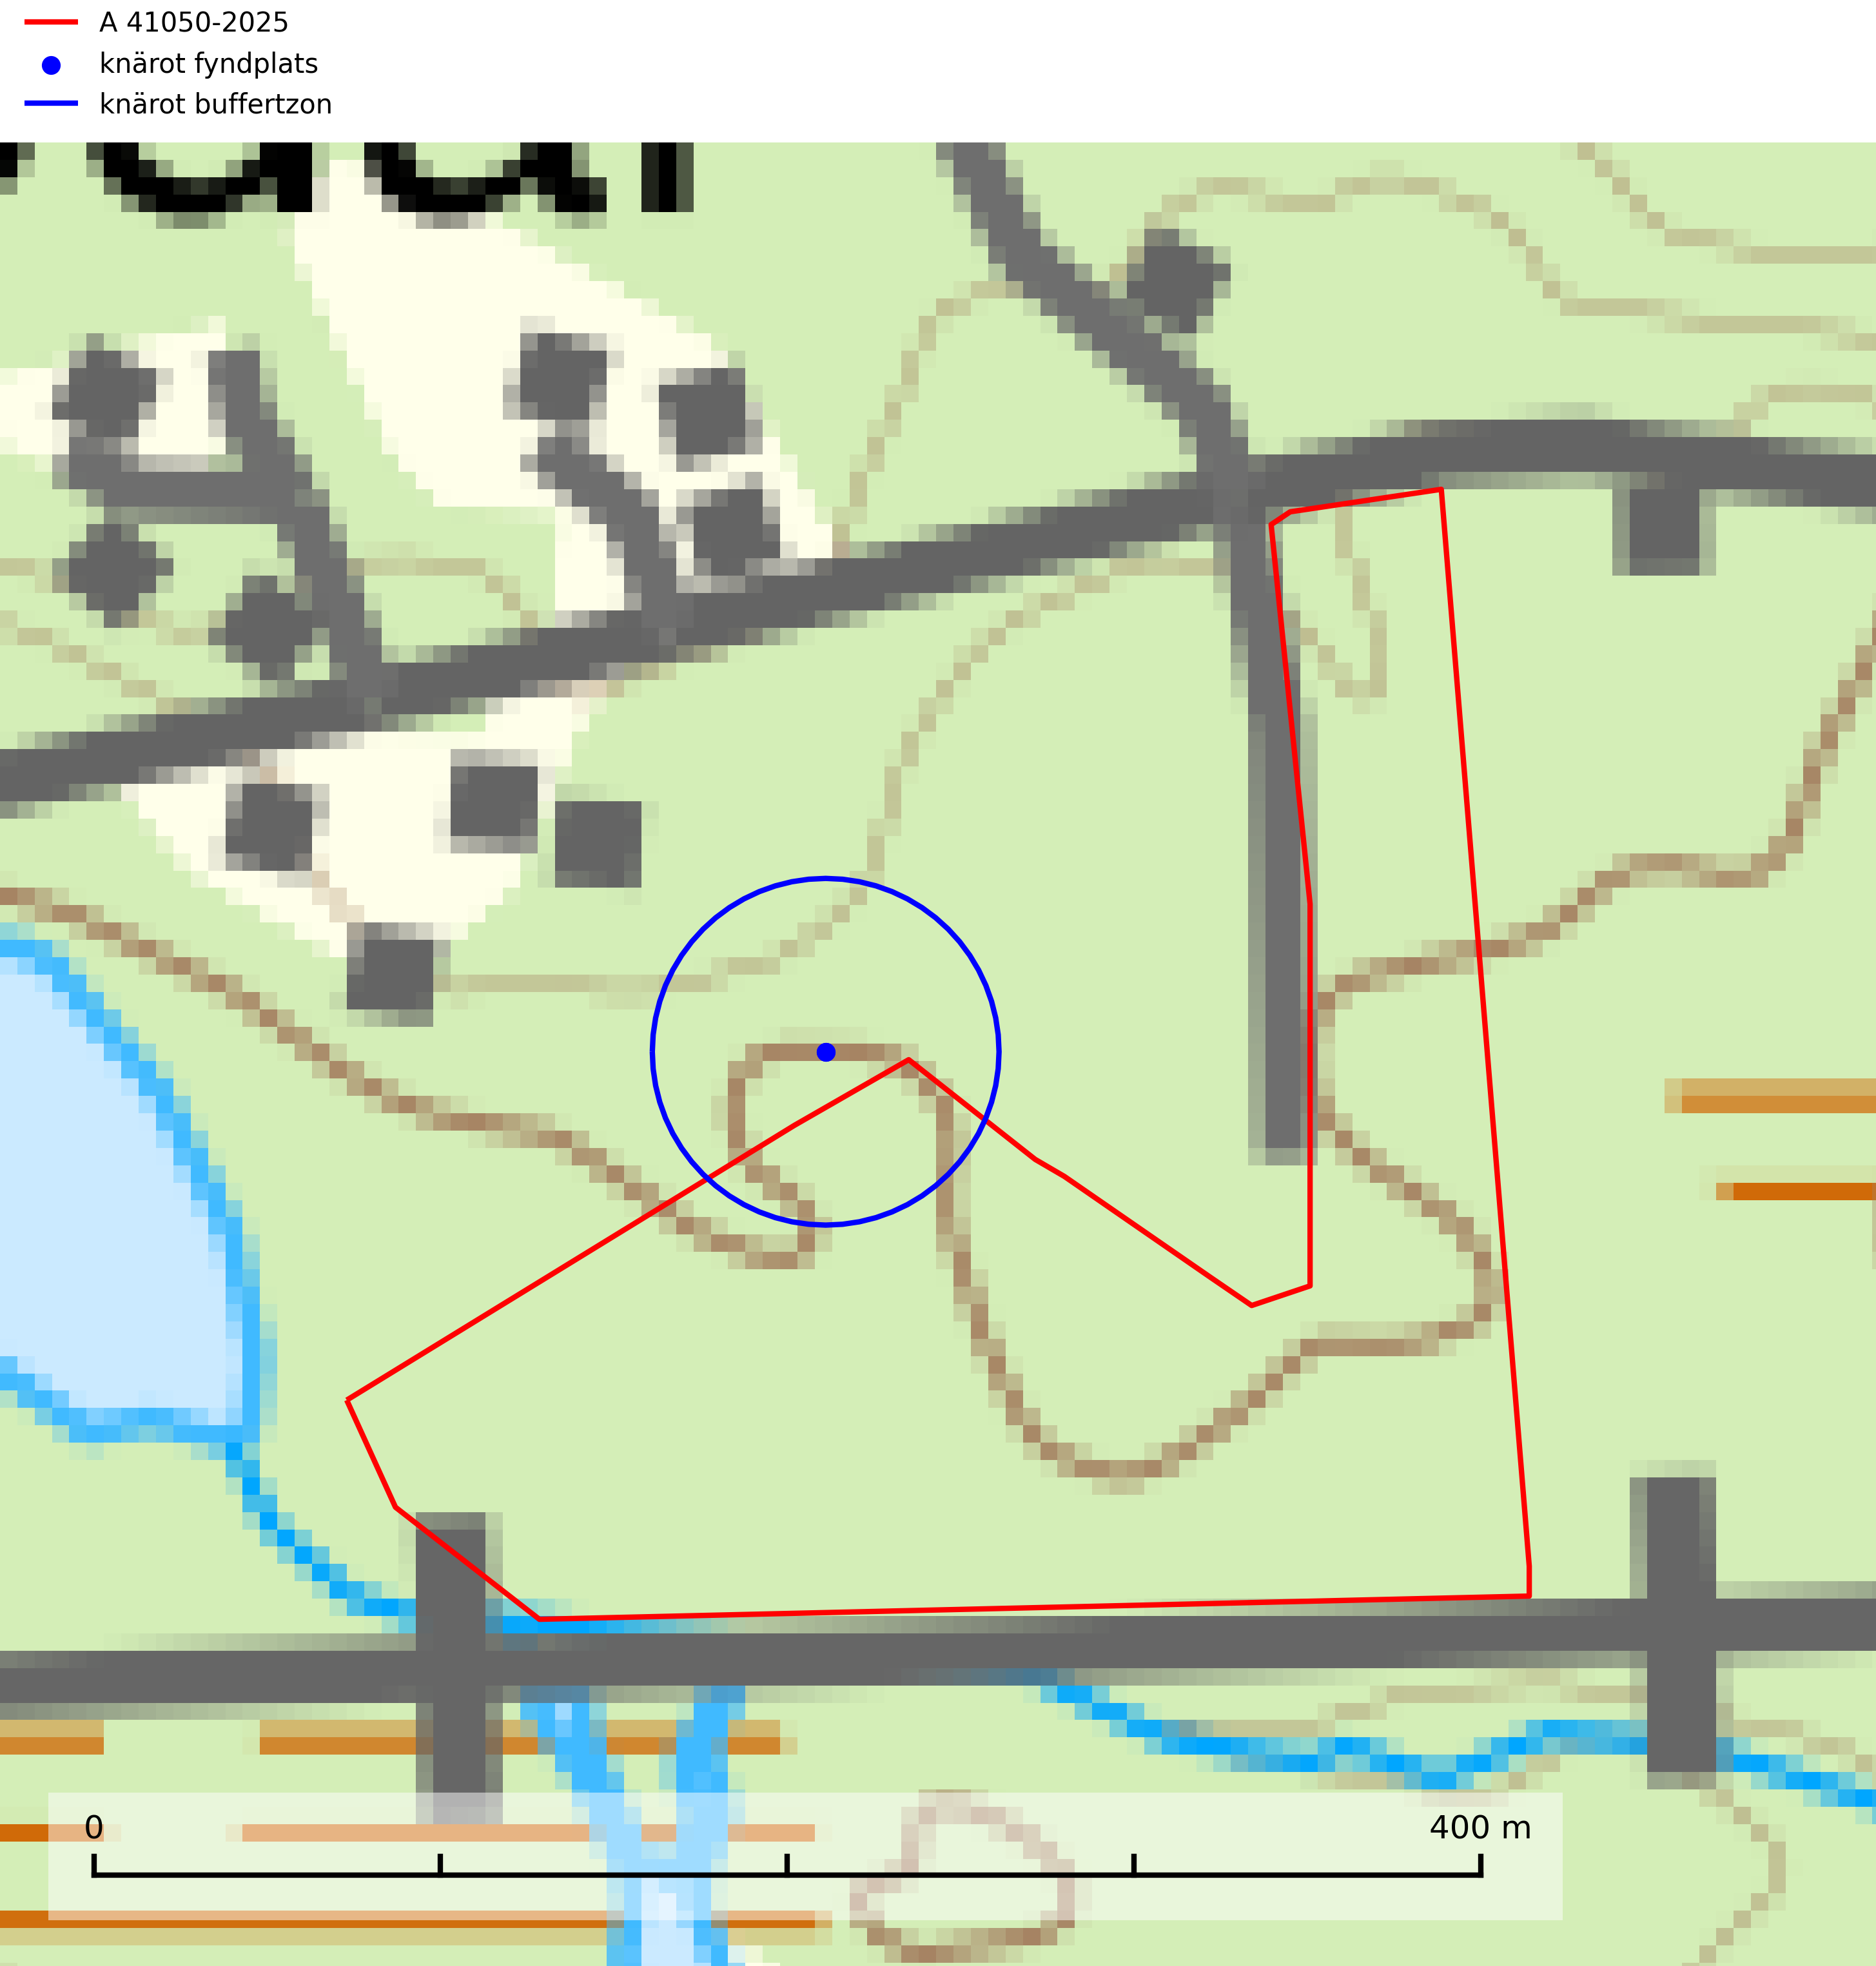 A 41050-2025
knärot fyndplats
knärot buffertzon
0
400 m